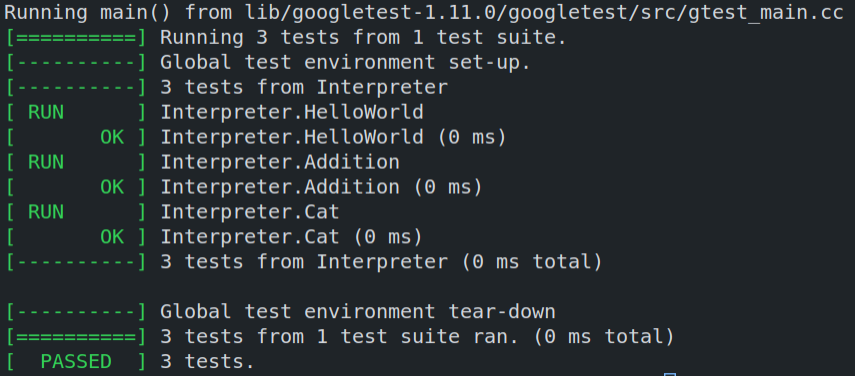 Running main() from lib/googletest-1.11.0/googletest/src/gtest_main.cc
[==========] Running 3 tests from 1 test suite.
[----------] Global test environment set-up.
[----------] 3 tests from Interpreter
[ RUN      ] Interpreter.HelloWorld
[       OK ] Interpreter.HelloWorld (0 ms)
[ RUN      ] Interpreter.Addition
[       OK ] Interpreter.Addition (0 ms)
[ RUN      ] Interpreter.Cat
[       OK ] Interpreter.Cat (0 ms)
[----------] 3 tests from Interpreter (0 ms total)

[----------] Global test environment tear-down
[==========] 3 tests from 1 test suite ran. (0 ms total)
[  PASSED  ] 3 tests.